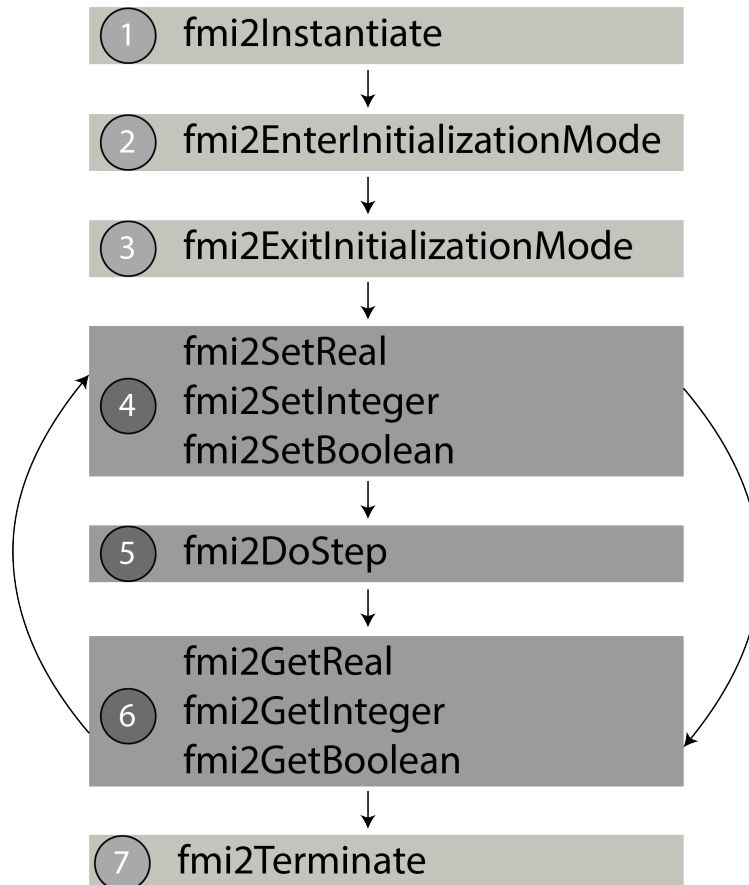 1 fmi2Instantiate
2 fmi2EnterInitializationMode
3 fmi2ExitInitializationMode
fmi2SetReal
4 fmi2SetInteger
fmi2SetBoolean
5 fmi2DoStep
fmi2GetReal
6 fmi2GetInteger
fmi2GetBoolean
7 fmi2Terminate